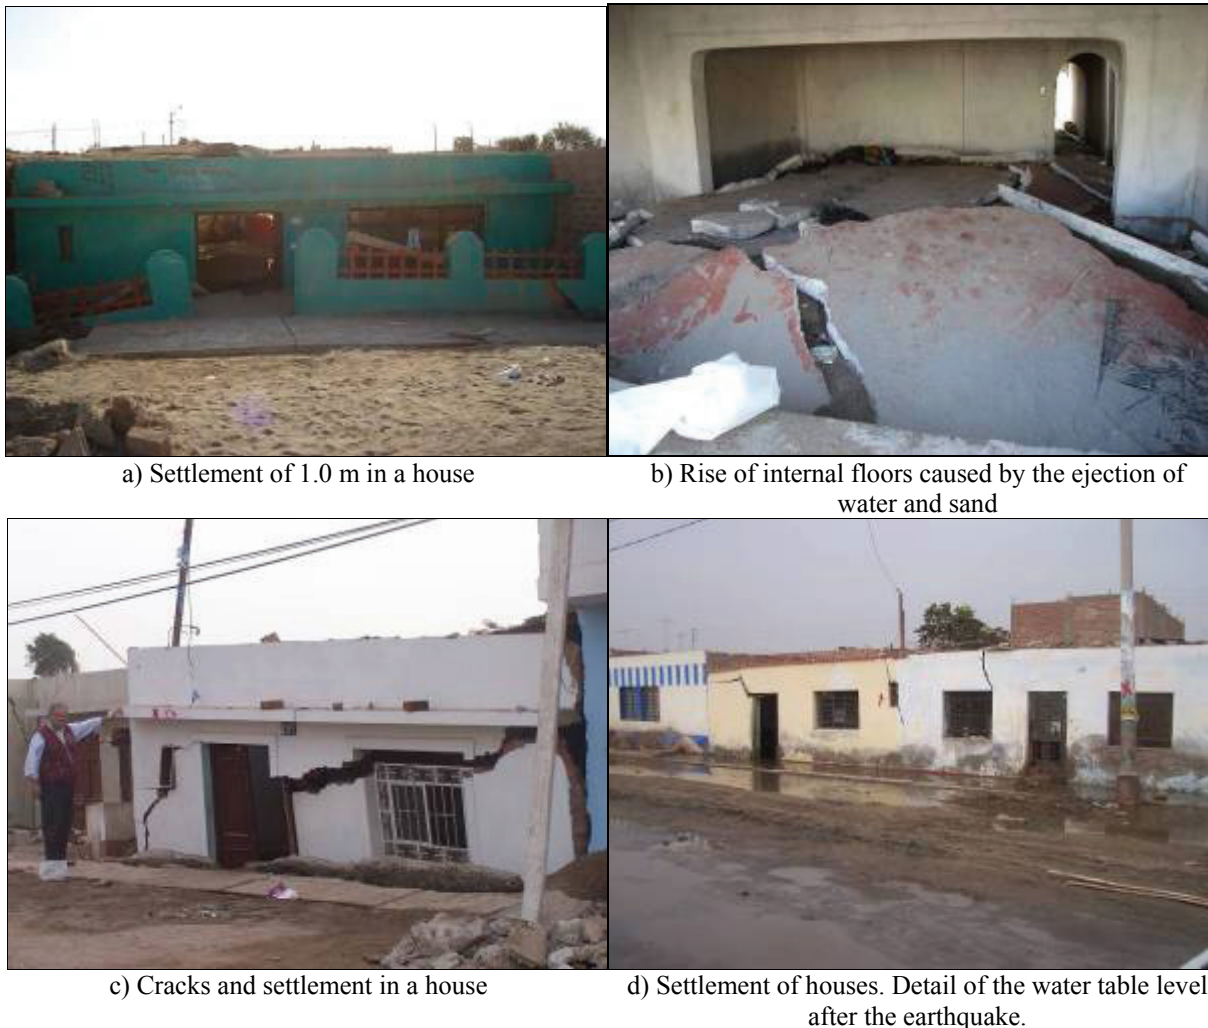 a) Settlement of 1.0 m in a house
b) Rise of internal floors caused by the ejection of
water and sand
c) Cracks and settlement in a house
d) Settlement of houses. Detail of the water table level
after the earthquake.